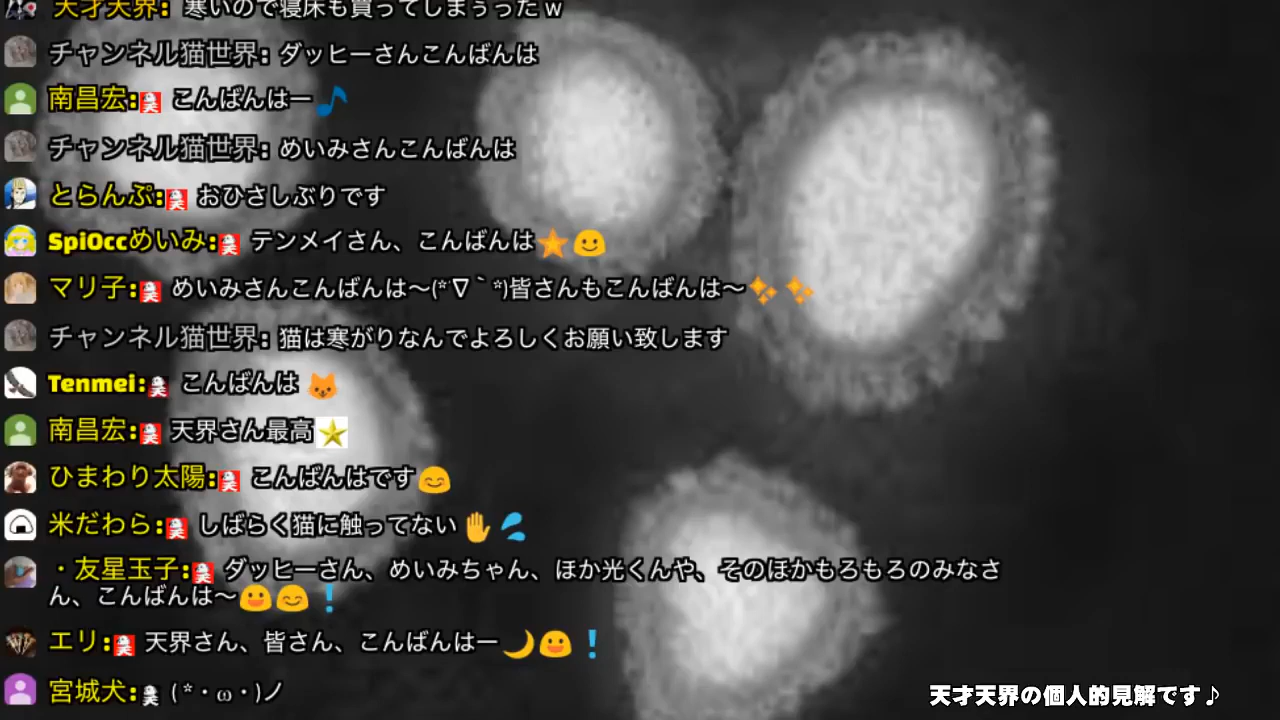 天才天界: 寒いので寝床も買ってしまぅったｗ
チャンネル猫世界: ダッヒーさんこんばんは
南昌宏: こんばんはー🎵
チャンネル猫世界: めいみさんこんばんは
とらんぷ: おひさしぶりです
SpiOccめいみ: テンメイさん、こんばんは⭐🙂
マリ子: めいみさんこんばんは〜(*´∇｀*)皆さんもこんばんは〜✨✨
チャンネル猫世界: 猫は寒がりなんでよろしくお願い致します
Tenmei: こんばんは 🦊
南昌宏: 天界さん最高⭐
ひまわり太陽: こんばんはです😊
米だわら: しばらく猫に触ってない✋💦
・友星玉子: ダッヒーさん、めいみちゃん、ほか光くんや、そのほかもろもろのみなさ
ん、こんばんは〜😀😊❗
エリ: 天界さん、皆さん、こんばんはー🌙😀❗
宮城犬: (*・ω・)ノ
天才天界の個人的見解です♪